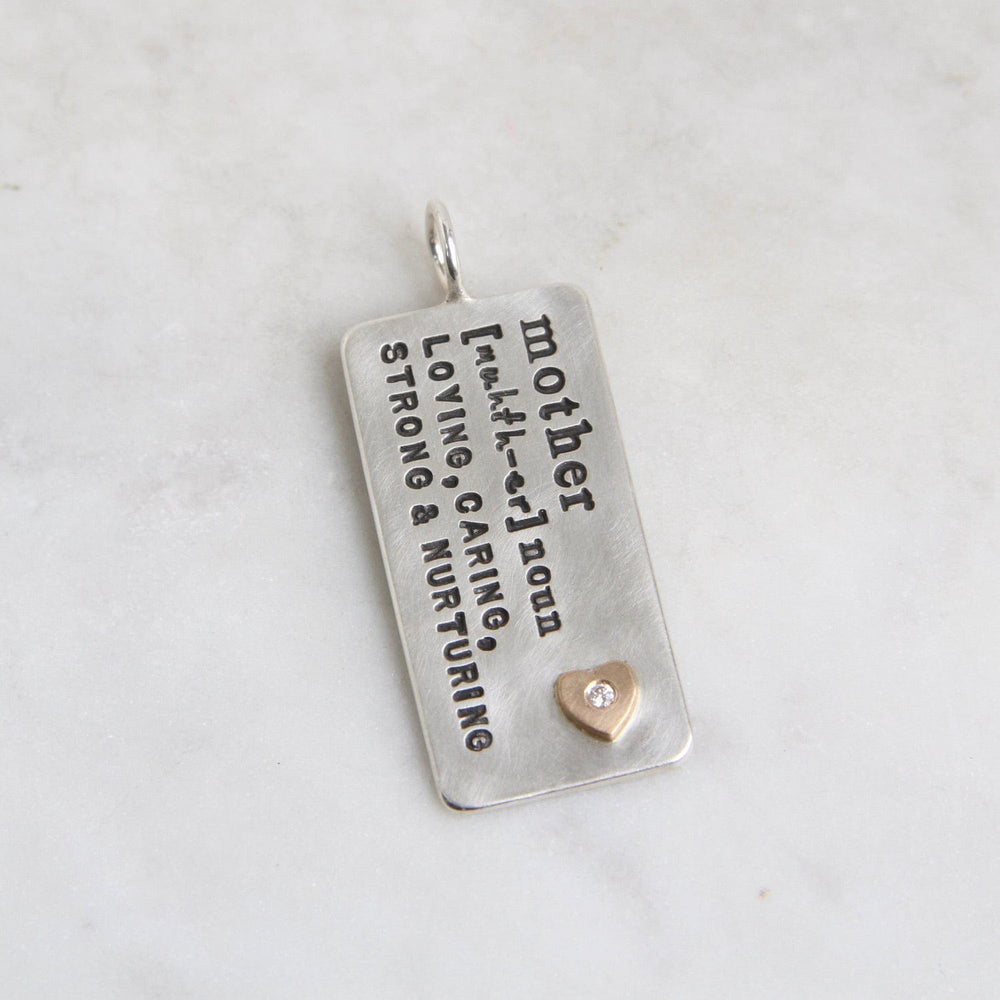 mother
[muhth-er] noun
LOVING, CARING,
STRONG & NURTURING